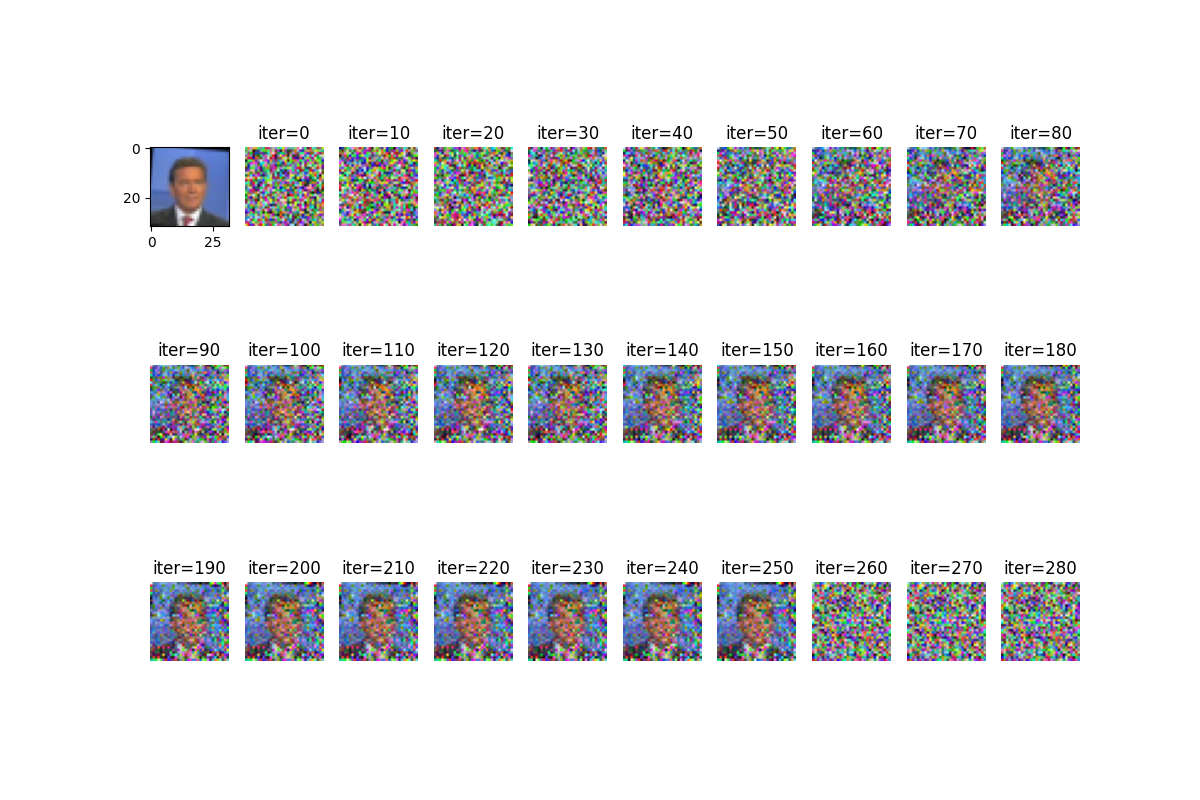 iter=0 iter=10 iter=20 iter=30 iter=40 iter=50 iter=60 iter=70 iter=80
0
20
0 25
iter=90 iter=100 iter=110 iter=120 iter=130 iter=140 iter=150 iter=160 iter=170 iter=180
iter=190 iter=200 iter=210 iter=220 iter=230 iter=240 iter=250 iter=260 iter=270 iter=280